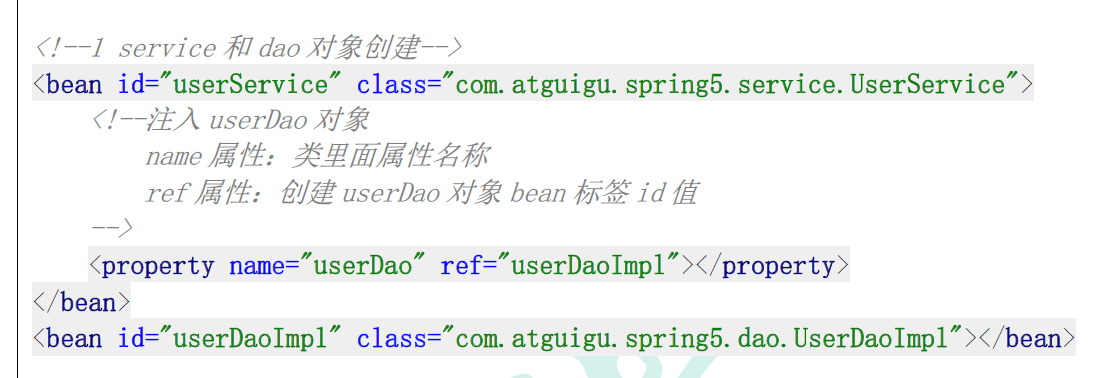 <!--1 service 和 dao 对象创建-->
<bean id="userService" class="com.atguigu.spring5.service.UserService">
<!--注入 userDao 对象
name 属性：类里面属性名称
ref 属性：创建 userDao 对象 bean 标签 id 值
-->
<property name="userDao" ref="userDaoImpl"></property>
</bean>
<bean id="userDaoImpl" class="com.atguigu.spring5.dao.UserDaoImpl"></bean>